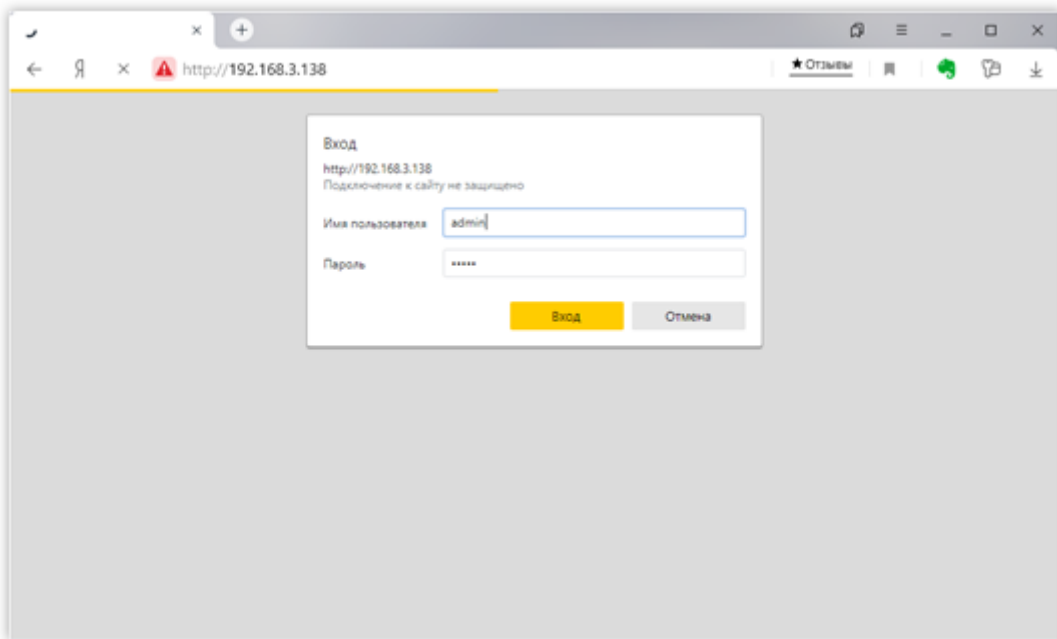 Я http://192.168.3.138 ★ Отзывы
Вход
http://192.168.3.138
Подключение к сайту не защищено
Имя пользователя admin
Пароль •••••
Вход Отмена